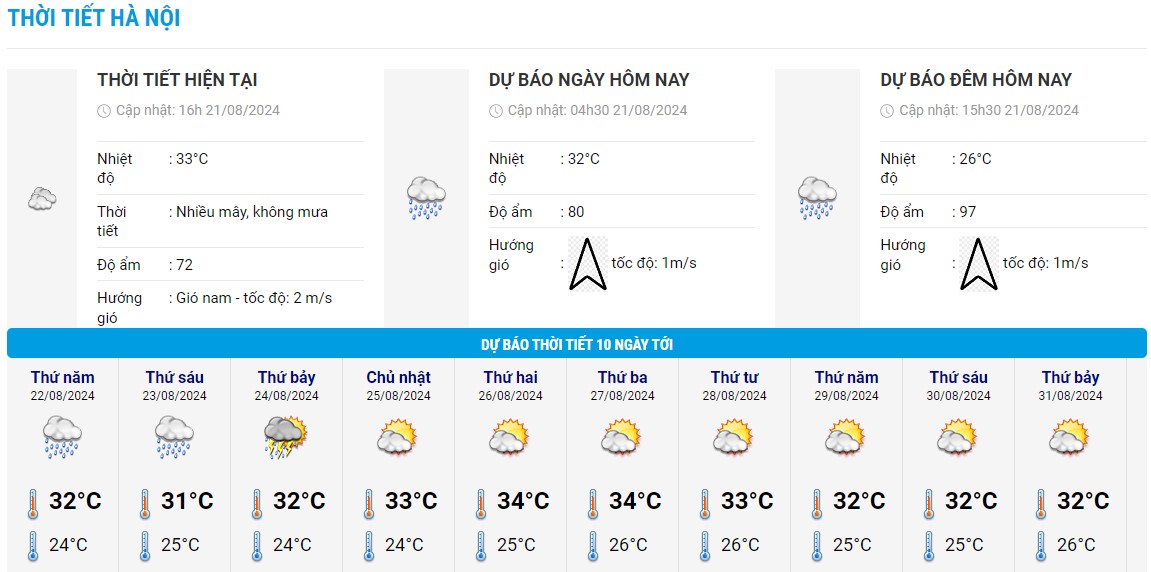 THỜI TIẾT HÀ NỘI
THỜI TIẾT HIỆN TẠI
Cập nhật: 16h 21/08/2024
Nhiệt độ : 33°C
Thời tiết : Nhiều mây, không mưa
Độ ẩm : 72
Hướng gió : Gió nam - tốc độ: 2 m/s
DỰ BÁO NGÀY HÔM NAY
Cập nhật: 04h30 21/08/2024
Nhiệt độ : 32°C
Độ ẩm : 80
Hướng gió : tốc độ: 1m/s
DỰ BÁO ĐÊM HÔM NAY
Cập nhật: 15h30 21/08/2024
Nhiệt độ : 26°C
Độ ẩm : 97
Hướng gió : tốc độ: 1m/s
DỰ BÁO THỜI TIẾT 10 NGÀY TỚI
Thứ năm Thứ sáu Thứ bảy Chủ nhật Thứ hai Thứ ba Thứ tư Thứ năm Thứ sáu Thứ bảy
22/08/2024 23/08/2024 24/08/2024 25/08/2024 26/08/2024 27/08/2024 28/08/2024 29/08/2024 30/08/2024 31/08/2024
32°C 31°C 32°C 33°C 34°C 34°C 33°C 32°C 32°C 32°C
24°C 25°C 24°C 24°C 25°C 26°C 26°C 25°C 25°C 26°C